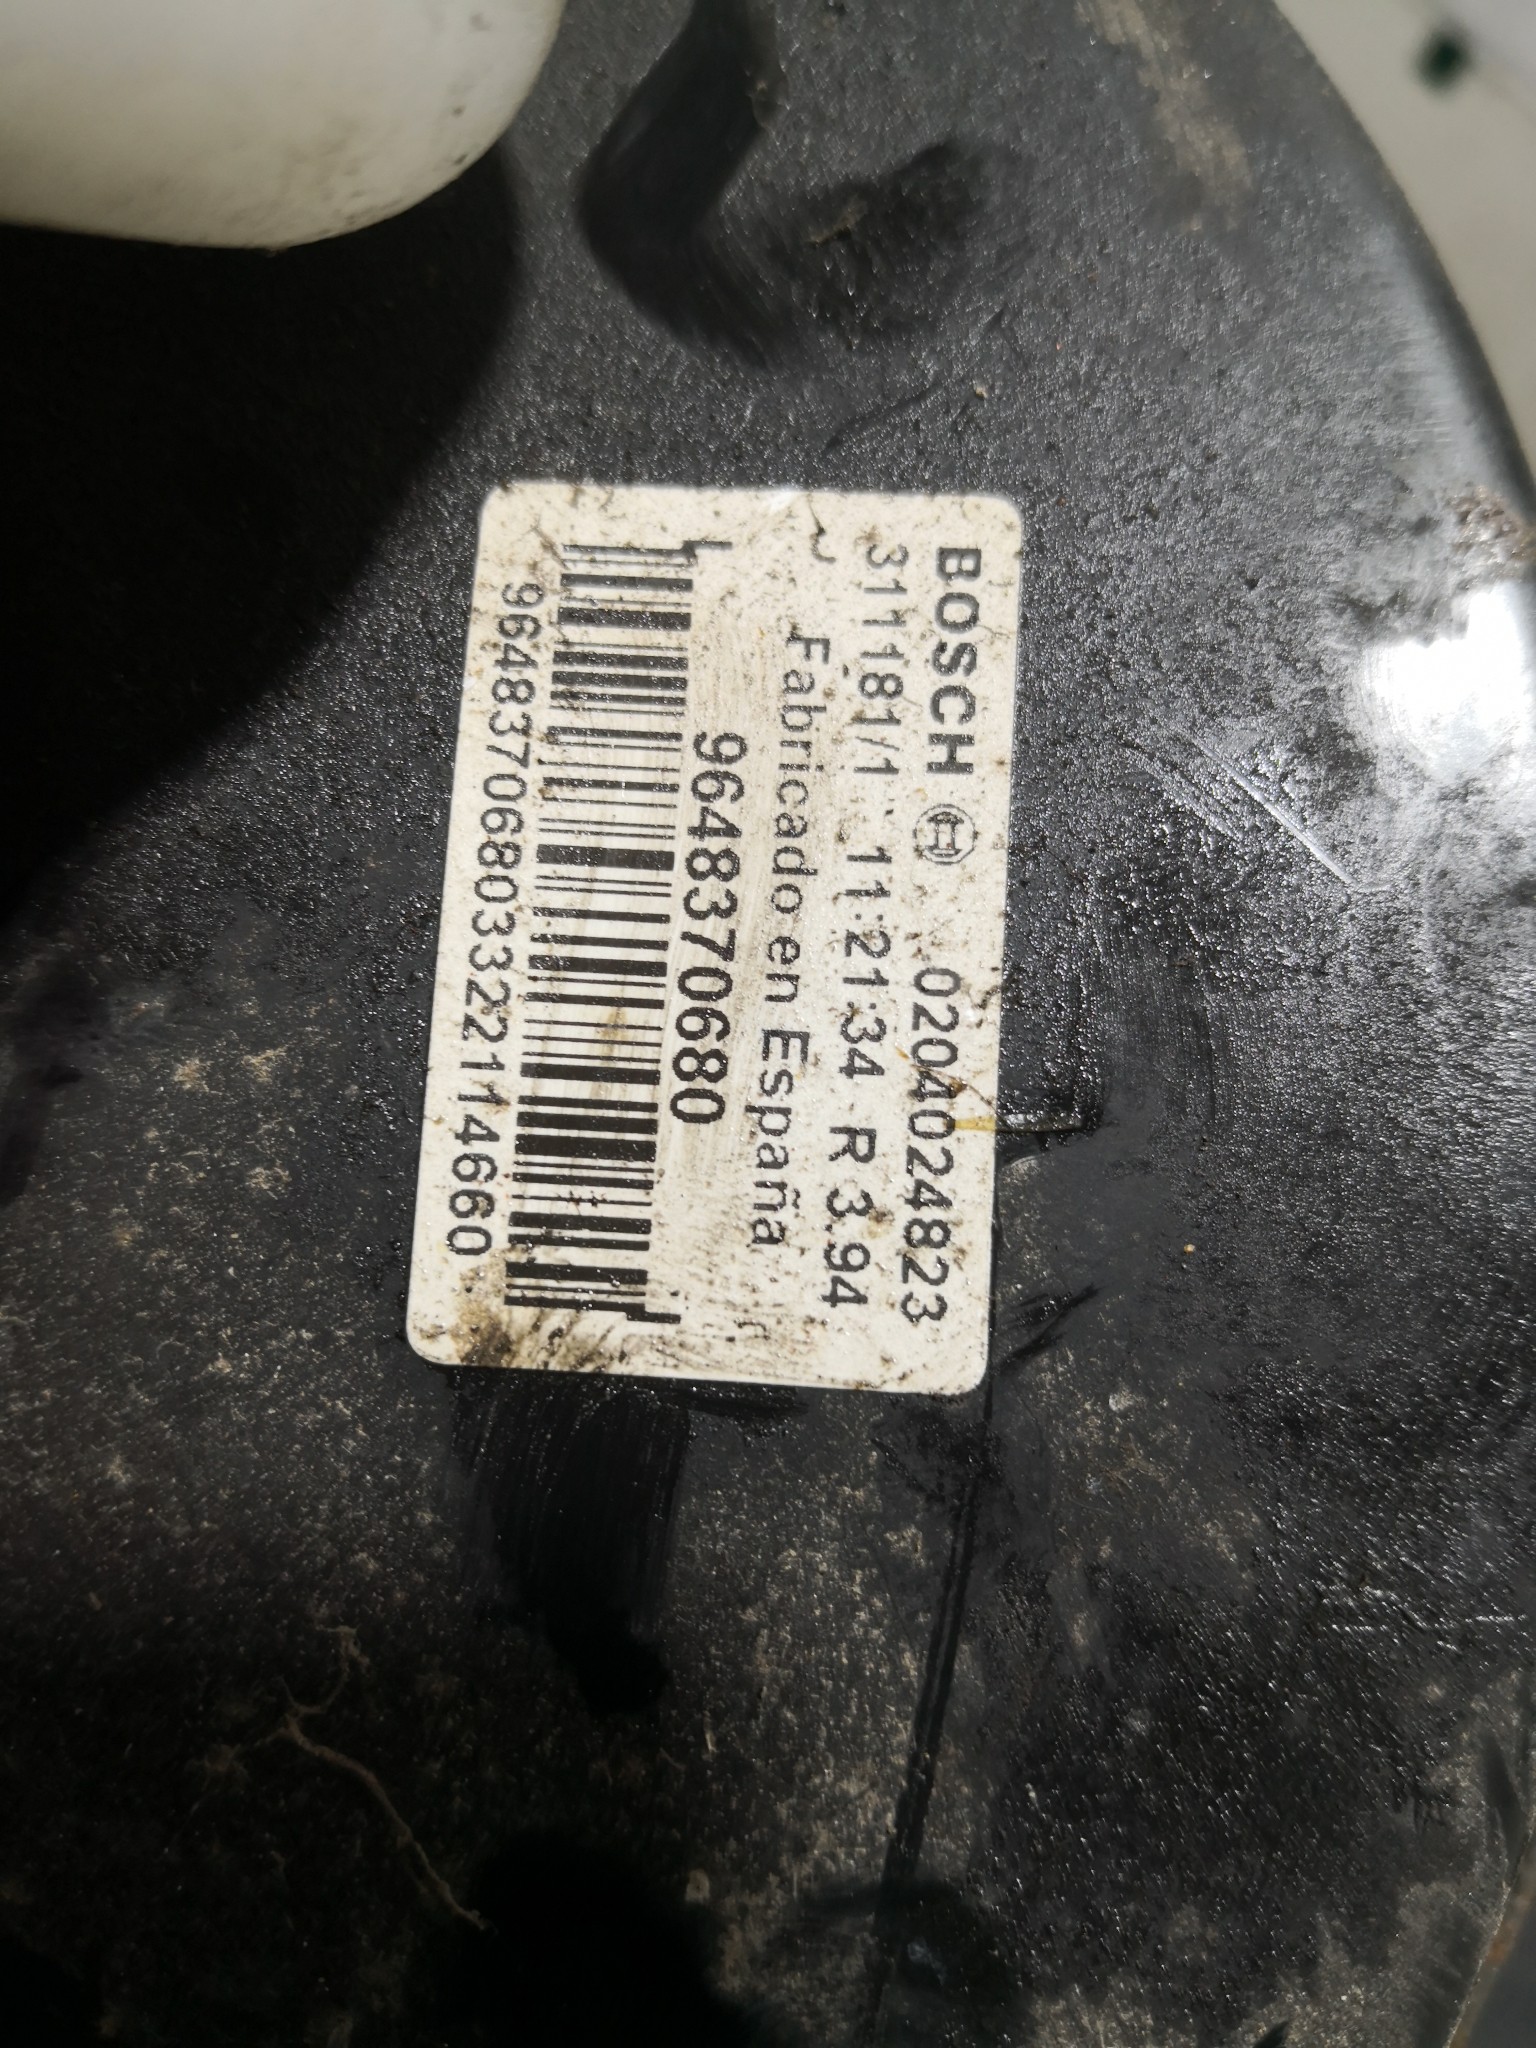 BOSCH 0204024823
311181/1 11:21:34 R 3.94
Fabricado en España
9648370680
96483706803322114660